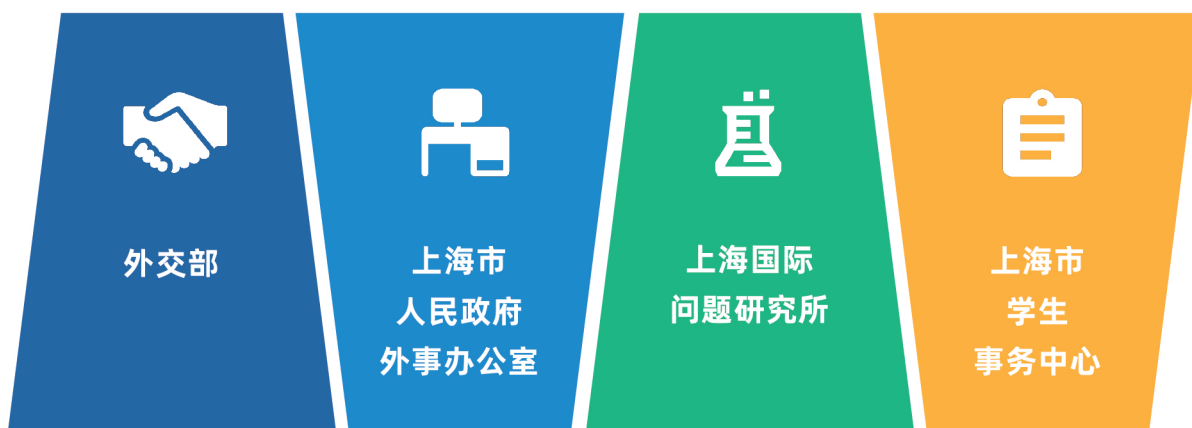 外交部
上海市
人民政府
外事办公室
上海国际
问题研究所
上海市
学生
事务中心